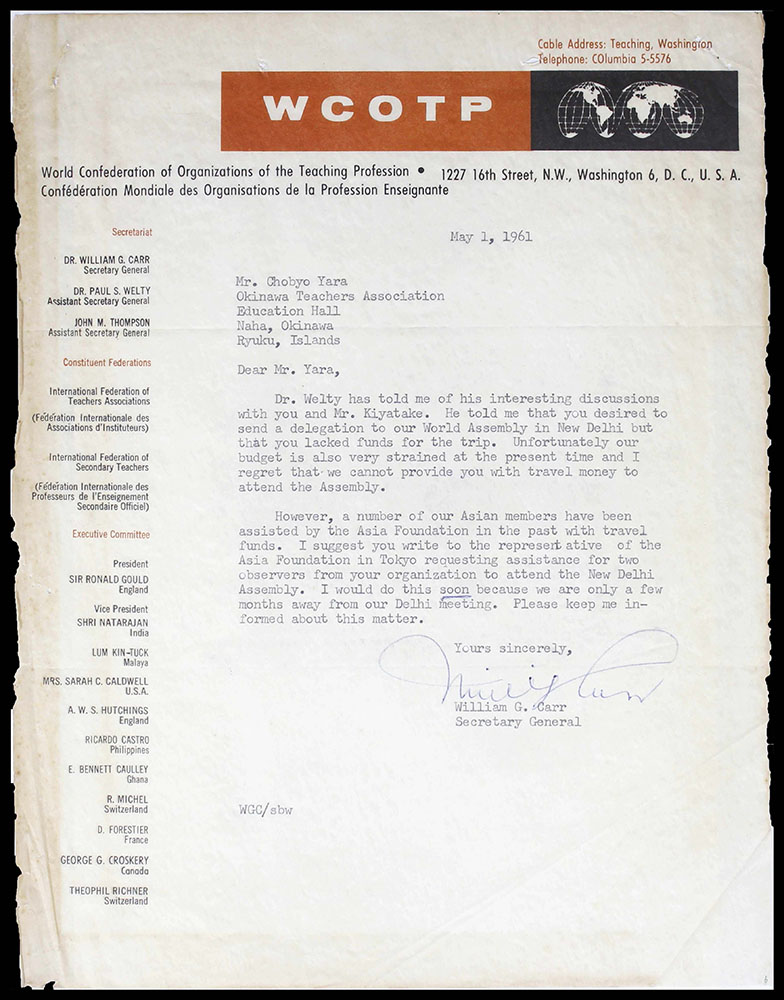 Cable Address: Teaching, Washington
Telephone: COlumbia 5-5576
WCOTP
World Confederation of Organizations of the Teaching Profession • 1227 16th Street, N.W., Washington 6, D. C., U. S. A.
Confédération Mondiale des Organisations de la Profession Enseignante
Secretariat
DR. WILLIAM G. CARR
Secretary General
DR. PAUL S. WELTY
Assistant Secretary General
JOHN M. THOMPSON
Assistant Secretary General
Constituent Federations
International Federation of
Teachers Associations
(Fédération Internationale des
Associations d'Instituteurs)
International Federation of
Secondary Teachers
(Fédération Internationale des
Professeurs de l'Enseignement
Secondaire Officiel)
Executive Committee
President
SIR RONALD GOULD
England
Vice President
SHRI NATARAJAN
India
LUM KIN-TUCK
Malaya
MRS. SARAH C. CALDWELL
U.S.A.
A. W. S. HUTCHINGS
England
RICARDO CASTRO
Philippines
E. BENNETT CAULLEY
Ghana
R. MICHEL
Switzerland
D. FORESTIER
France
GEORGE G. CROSKERY
Canada
THEOPHIL RICHNER
Switzerland
May 1, 1961
Mr. Chobyo Yara
Okinawa Teachers Association
Education Hall
Naha, Okinawa
Ryuku, Islands
Dear Mr. Yara,
Dr. Welty has told me of his interesting discussions
with you and Mr. Kiyatake. He told me that you desired to
send a delegation to our World Assembly in New Delhi but
that you lacked funds for the trip. Unfortunately our
budget is also very strained at the present time and I
regret that we cannot provide you with travel money to
attend the Assembly.
However, a number of our Asian members have been
assisted by the Asia Foundation in the past with travel
funds. I suggest you write to the represent ative of the
Asia Foundation in Tokyo requesting assistance for two
observers from your organization to attend the New Delhi
Assembly. I would do this soon because we are only a few
months away from our Delhi meeting. Please keep me in-
formed about this matter.
Yours sincerely,
William G. Carr
Secretary General
WGC/sbw